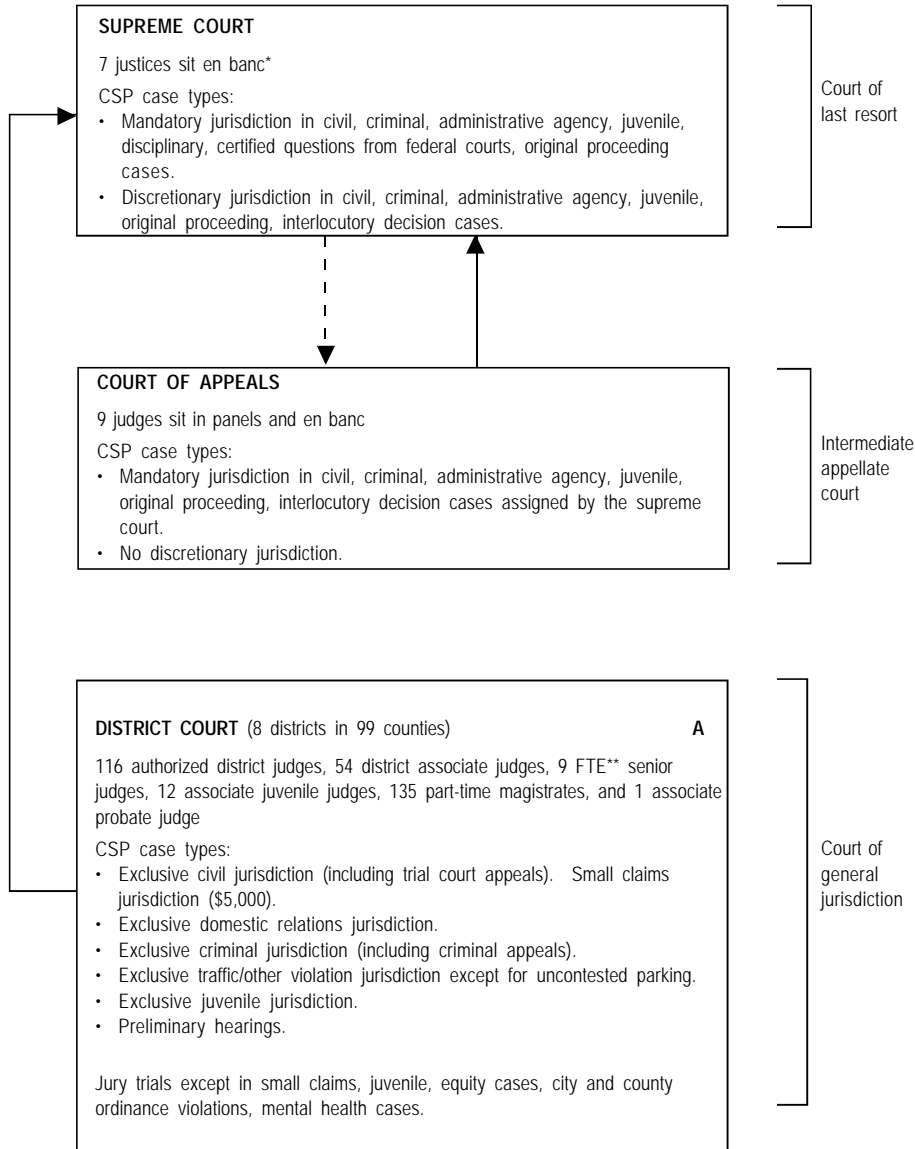 SUPREME COURT
7 justices sit en banc*
CSP case types:
• Mandatory jurisdiction in civil, criminal, administrative agency, juvenile,
disciplinary, certified questions from federal courts, original proceeding
cases.
• Discretionary jurisdiction in civil, criminal, administrative agency, juvenile,
original proceeding, interlocutory decision cases.
Court of
last resort
COURT OF APPEALS
9 judges sit in panels and en banc
CSP case types:
• Mandatory jurisdiction in civil, criminal, administrative agency, juvenile,
original proceeding, interlocutory decision cases assigned by the supreme
court.
• No discretionary jurisdiction.
Intermediate
appellate
court
DISTRICT COURT (8 districts in 99 counties) A
116 authorized district judges, 54 district associate judges, 9 FTE** senior
judges, 12 associate juvenile judges, 135 part-time magistrates, and 1 associate
probate judge
CSP case types:
• Exclusive civil jurisdiction (including trial court appeals). Small claims
jurisdiction ($5,000).
• Exclusive domestic relations jurisdiction.
• Exclusive criminal jurisdiction (including criminal appeals).
• Exclusive traffic/other violation jurisdiction except for uncontested parking.
• Exclusive juvenile jurisdiction.
• Preliminary hearings.
Jury trials except in small claims, juvenile, equity cases, city and county
ordinance violations, mental health cases.
Court of
general
jurisdiction